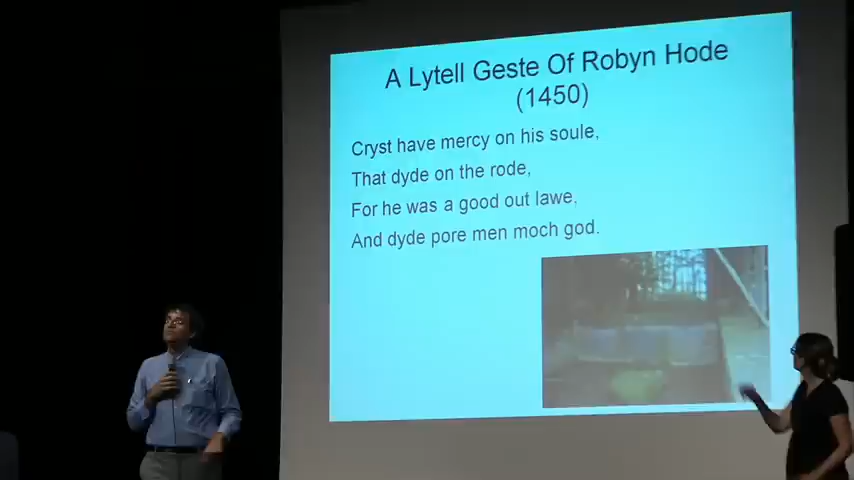 A Lytell Geste Of Robyn Hode
(1450)
Cryst have mercy on his soule,
That dyde on the rode,
For he was a good out lawe,
And dyde pore men moch god.